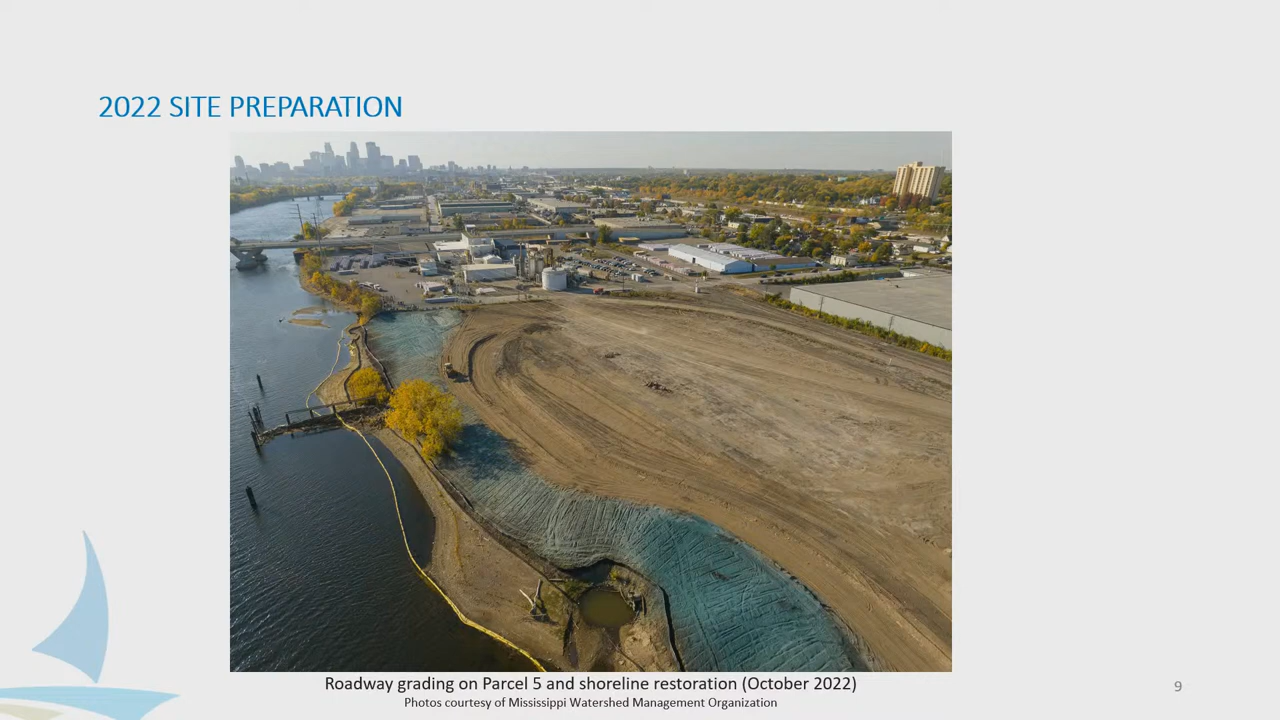 2022 SITE PREPARATION
Roadway grading on Parcel 5 and shoreline restoration (October 2022)
Photos courtesy of Mississippi Watershed Management Organization
9